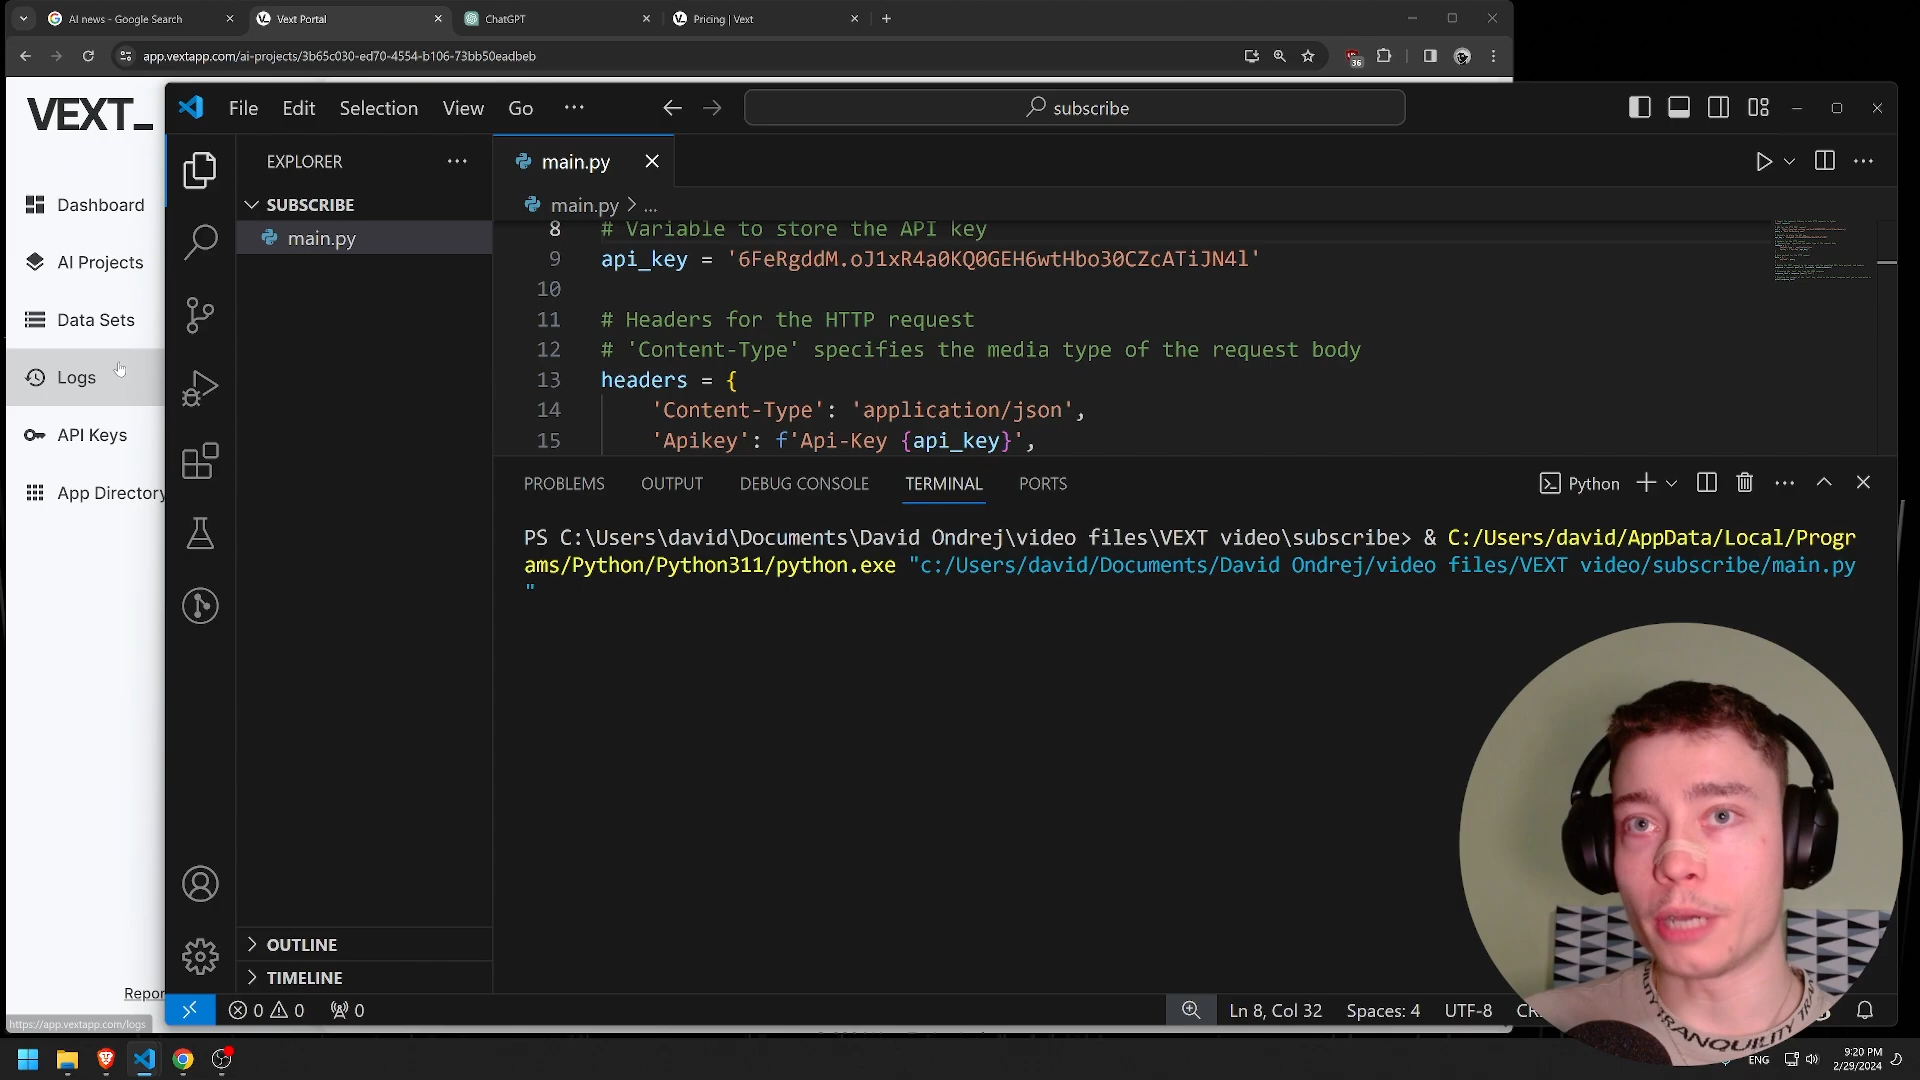 AI news - Google Search
Vext Portal
ChatGPT
Pricing | Vext
app.vextapp.com/ai-projects/3b65c030-ed70-4554-b106-73bb50eadbeb
36
VEXT_
Dashboard
AI Projects
Data Sets
Logs
API Keys
App Directory
Repor
https://app.vextapp.com/logs
File Edit Selection View Go ...
subscribe
EXPLORER
SUBSCRIBE
main.py
OUTLINE
TIMELINE
main.py
main.py > ...
8 # Variable to store the API key
9 api_key = '6FeRgddM.oJ1xR4a0KQ0GEH6wtHbo30CZcATiJN4l'
10
11 # Headers for the HTTP request
12 # 'Content-Type' specifies the media type of the request body
13 headers = {
14 'Content-Type': 'application/json',
15 'Apikey': f'Api-Key {api_key}',
PROBLEMS OUTPUT DEBUG CONSOLE TERMINAL PORTS
Python
PS C:\Users\david\Documents\David Ondrej\video files\VEXT video\subscribe> & C:/Users/david/AppData/Local/Progr
ams/Python/Python311/python.exe "c:/Users/david/Documents/David Ondrej/video files/VEXT video/subscribe/main.py
"
0 0 0
Ln 8, Col 32 Spaces: 4 UTF-8 CR
TRANQUILITY
ENG
9:20 PM
2/29/2024